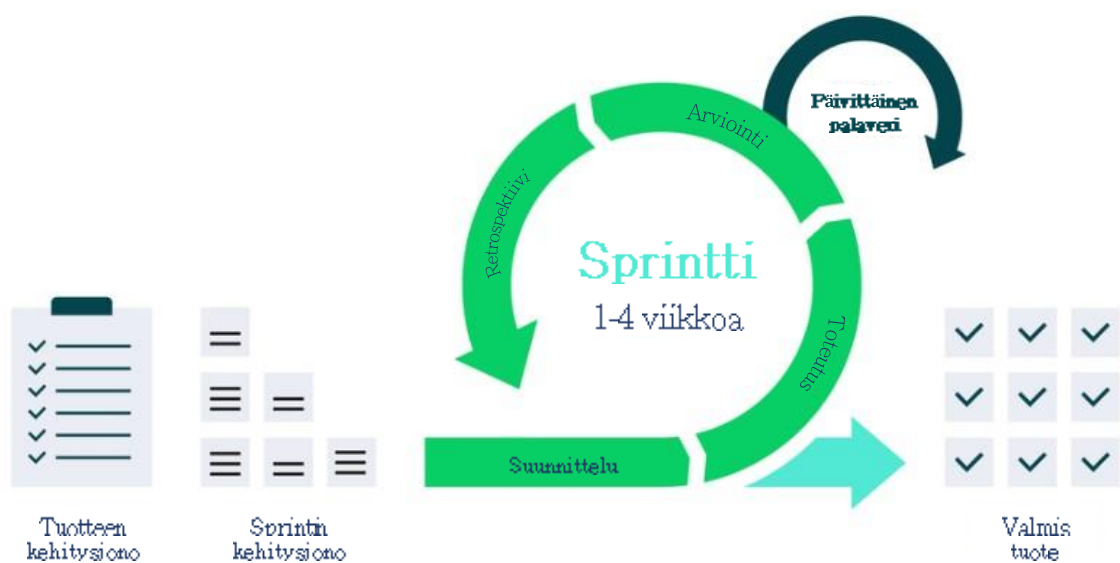 Päivittäinen
palaveri
Arviointi
Retrospektiivi
Sprintti
1-4 viikkoa
Toteutus
Suunnittelu
Tuotteen
kehitysjono
Sprintin
kehitysjono
Valmis
tuote